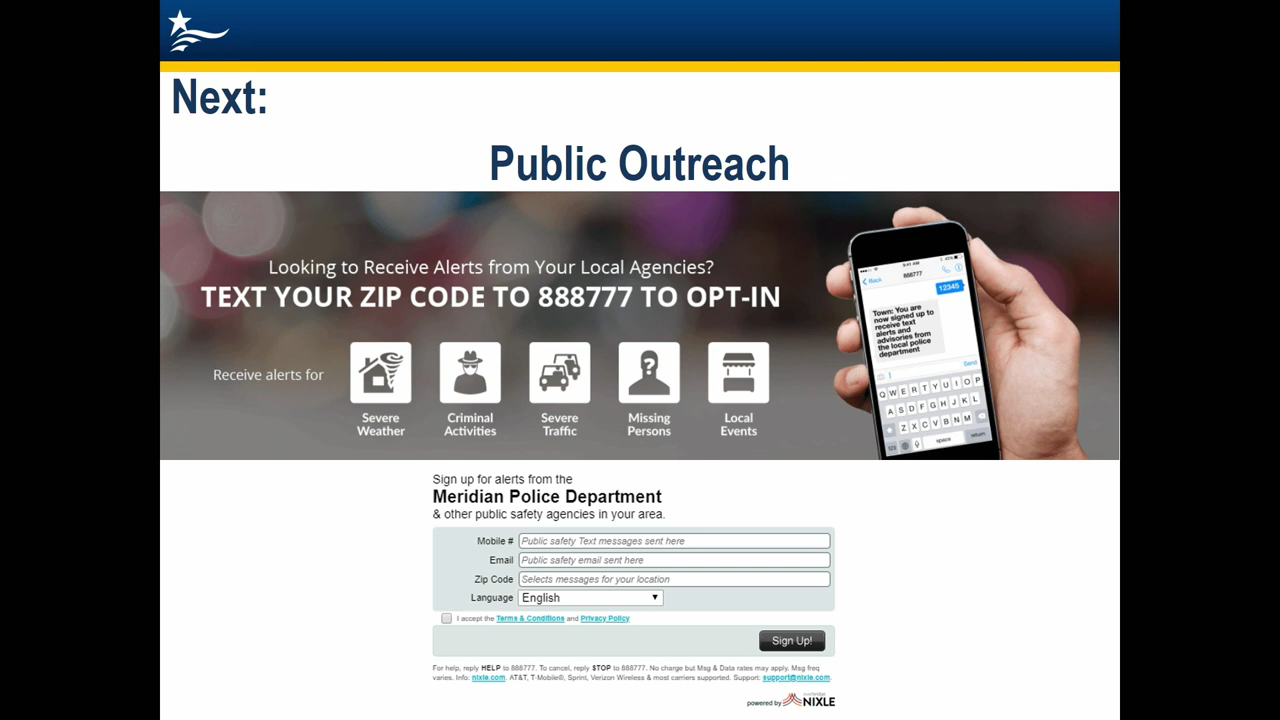 Next:
Public Outreach
Looking to Receive Alerts from Your Local Agencies?
TEXT YOUR ZIP CODE TO 888777 TO OPT-IN
Receive alerts for
Severe
Weather
Criminal
Activities
Severe
Traffic
Missing
Persons
Local
Events
9:41 AM
Back
888777
12345
Town: You are
now signed up to
receive text
alerts and
advisories from
the local police
department
Send
Q W E R T Y U I O P
A S D F G H J K L
Z X C V B N M
123
space
return
Sign up for alerts from the
Meridian Police Department
& other public safety agencies in your area.
Mobile # Public safety Text messages sent here
Email Public safety email sent here
Zip Code Selects messages for your location
Language English
I accept the Terms & Conditions and Privacy Policy
Sign Up!
For help, reply HELP to 888777. To cancel, reply STOP to 888777. No charge but Msg & Data rates may apply. Msg freq
varies. Info: nixle.com. AT&T, T-Mobile®, Sprint, Verizon Wireless & most carriers supported. Support: support@nixle.com.
powered by NIXLE